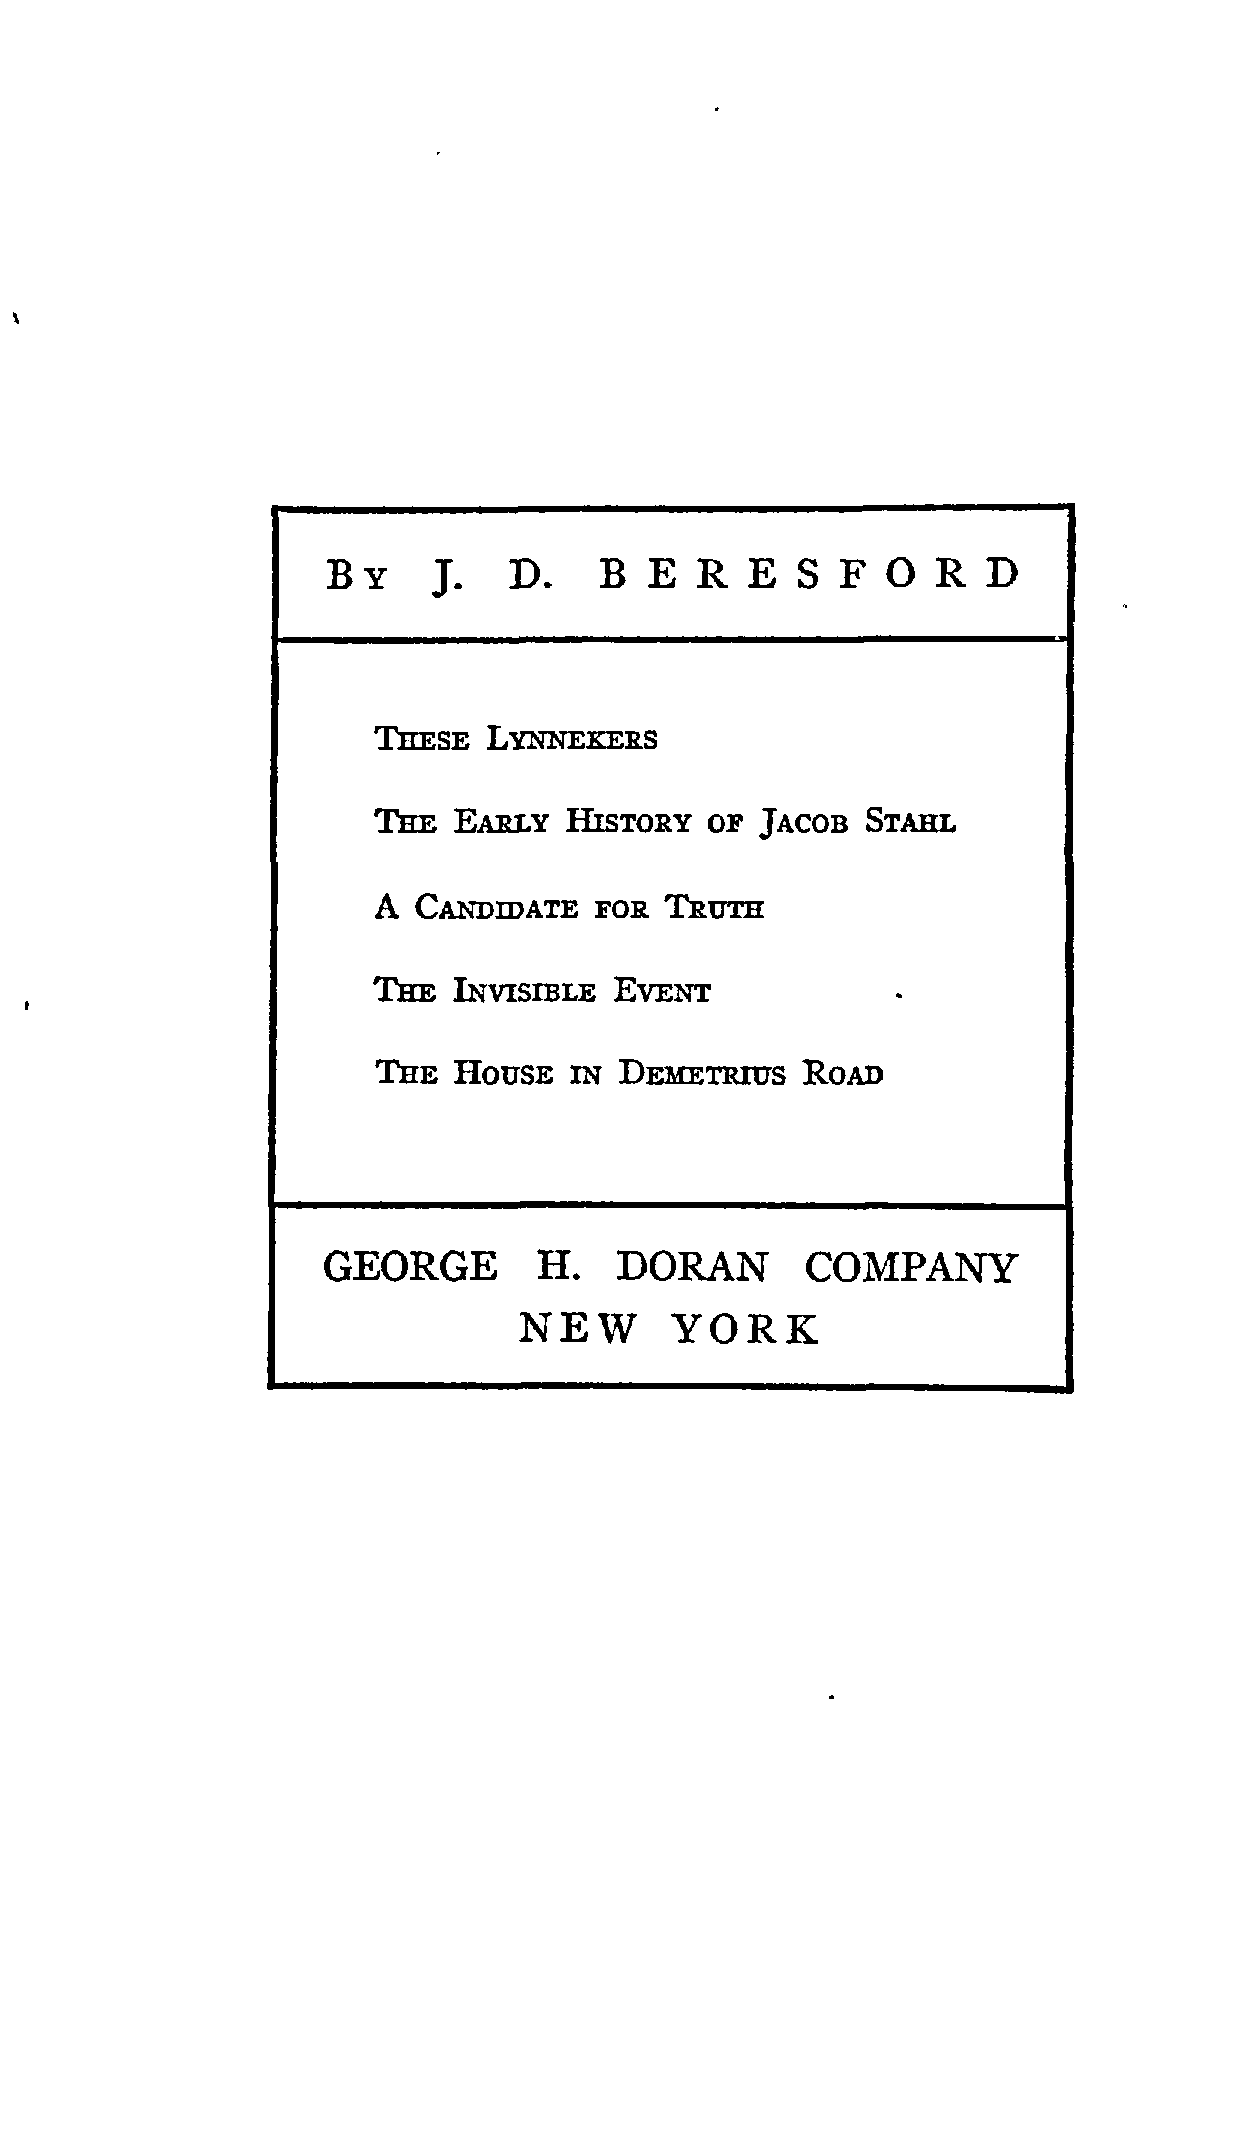 By J. D. BERESFORD
These Lynnekers
The Early History of Jacob Stahl
A Candidate for Truth
The Invisible Event
The House in Demetrius Road
GEORGE H. DORAN COMPANY
NEW YORK